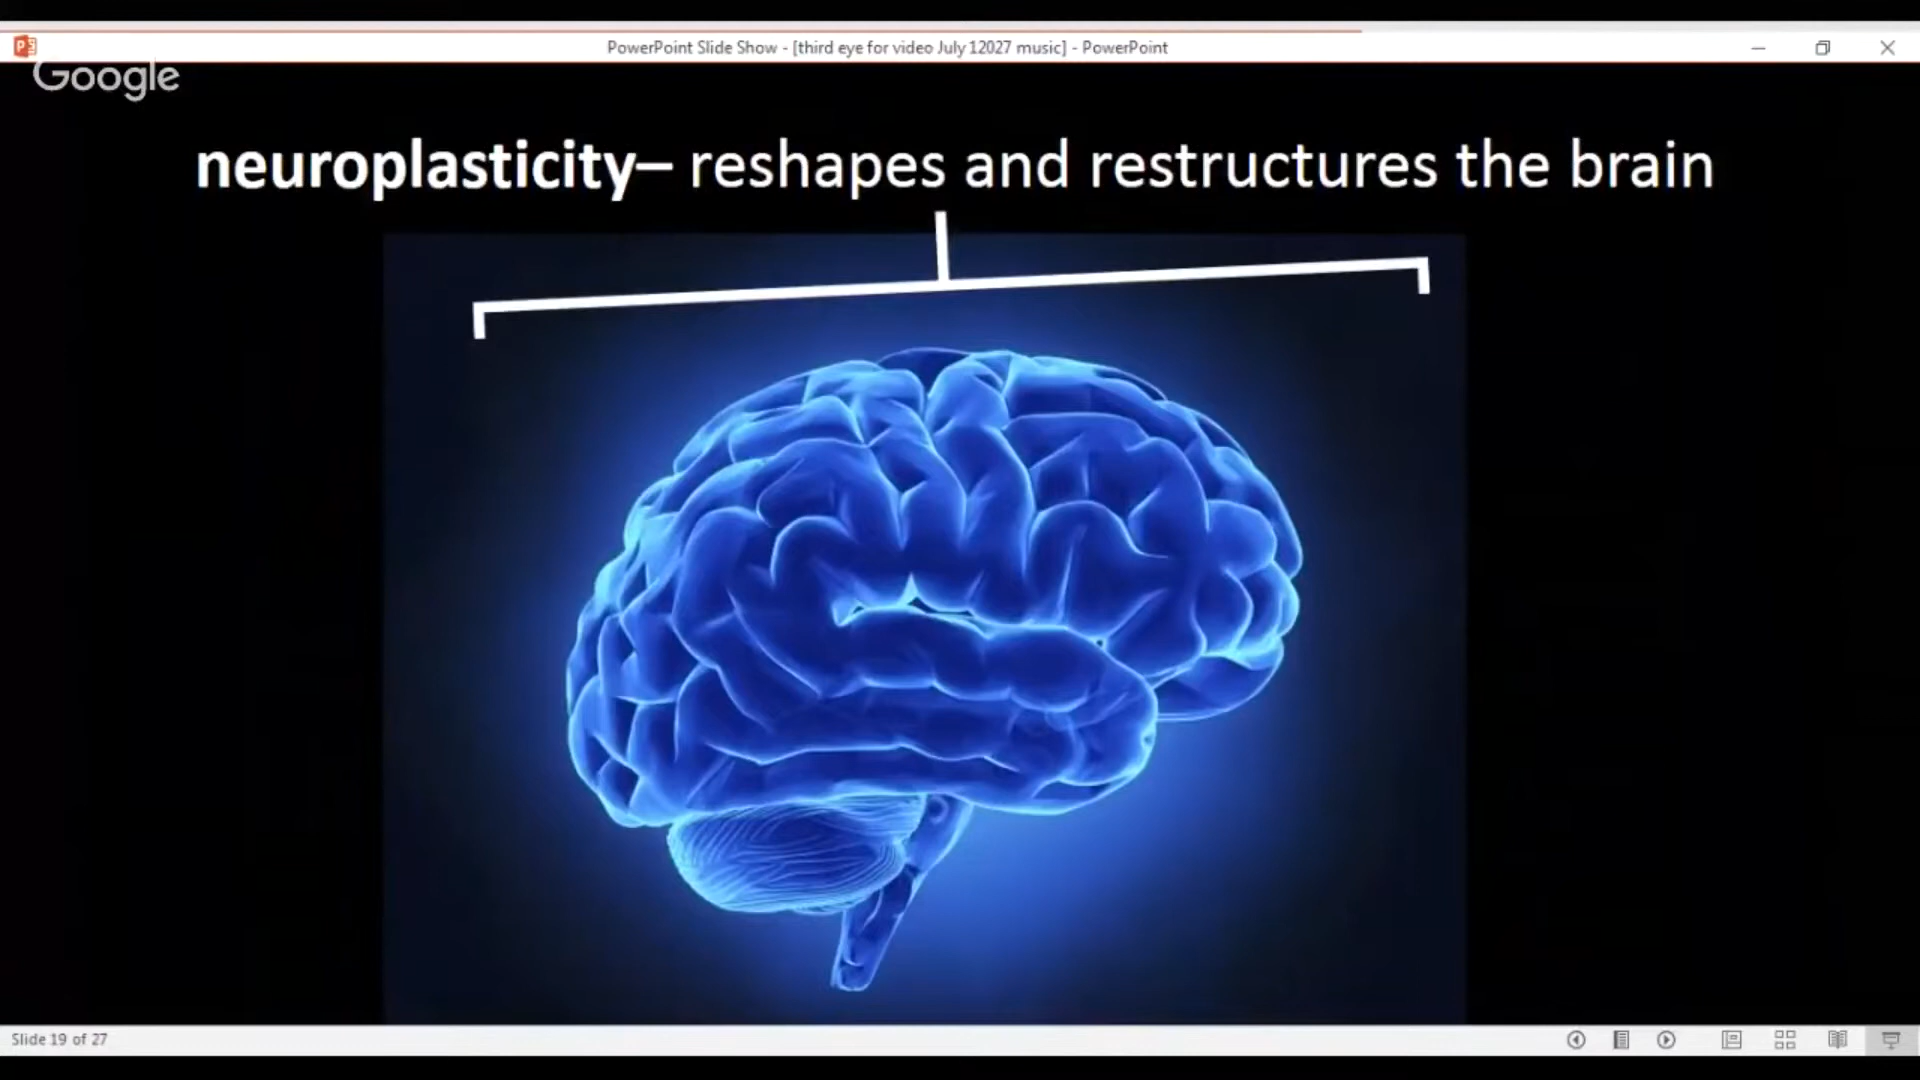 PowerPoint Slide Show - [third eye for video July 12027 music] - PowerPoint
Google
neuroplasticity– reshapes and restructures the brain
Slide 19 of 27